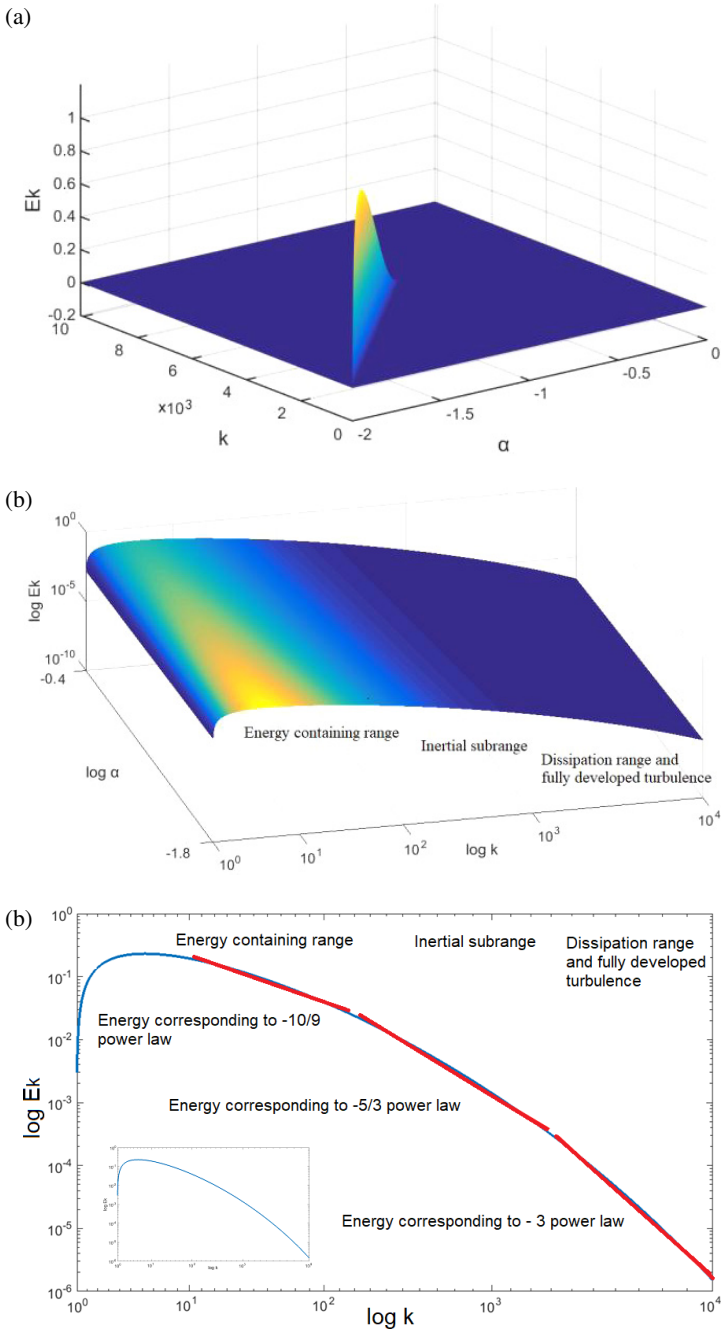 (a)
1
0.8
0.6
0.4
0.2
0
-0.2
Ek
10
8
6
4
2
0
×10³
k
-2
-1.5
-1
-0.5
0
α
(b)
10⁰
10⁻⁵
10⁻¹⁰
log Ek
-0.4
-1.8
log α
Energy containing range
Inertial subrange
Dissipation range and
fully developed turbulence
10⁰
10¹
10²
10³
10⁴
log k
(b)
10⁰
10⁻¹
10⁻²
10⁻³
10⁻⁴
10⁻⁵
10⁻⁶
log Ek
Energy containing range
Inertial subrange
Dissipation range
and fully developed
turbulence
Energy corresponding to -10/9
power law
Energy corresponding to -5/3 power law
Energy corresponding to - 3 power law
log Ek
log k
10⁰
10¹
10²
10³
10⁴
log k